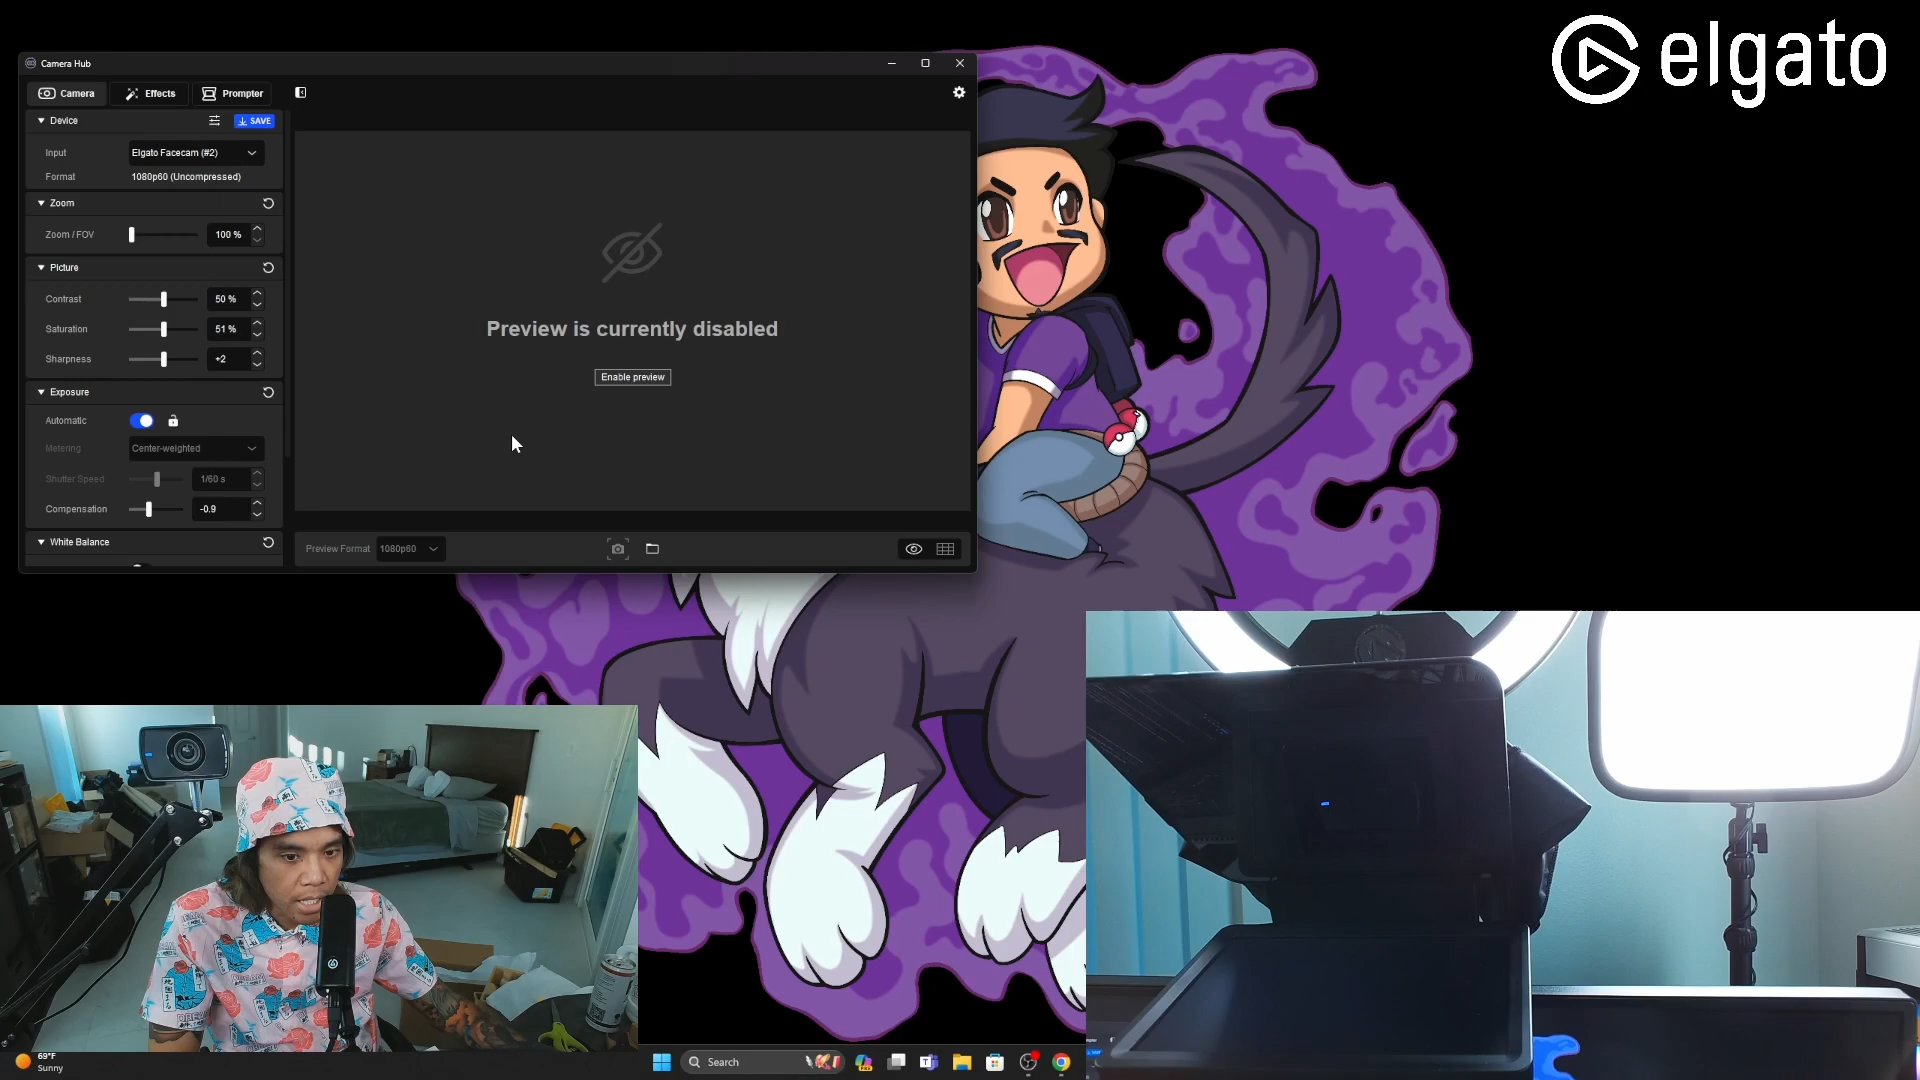 elgato
Camera Hub
Camera
Effects
Prompter
Device
SAVE
Input
Elgato Facecam (#2)
Format
1080p60 (Uncompressed)
Zoom
Zoom / FOV
100 %
Picture
Contrast
50 %
Saturation
51 %
Sharpness
+2
Exposure
Automatic
Metering
Center-weighted
Shutter Speed
1/60 s
Compensation
-0.9
White Balance
Preview is currently disabled
Enable preview
Preview Format
1080p60
69°F
Sunny
Search